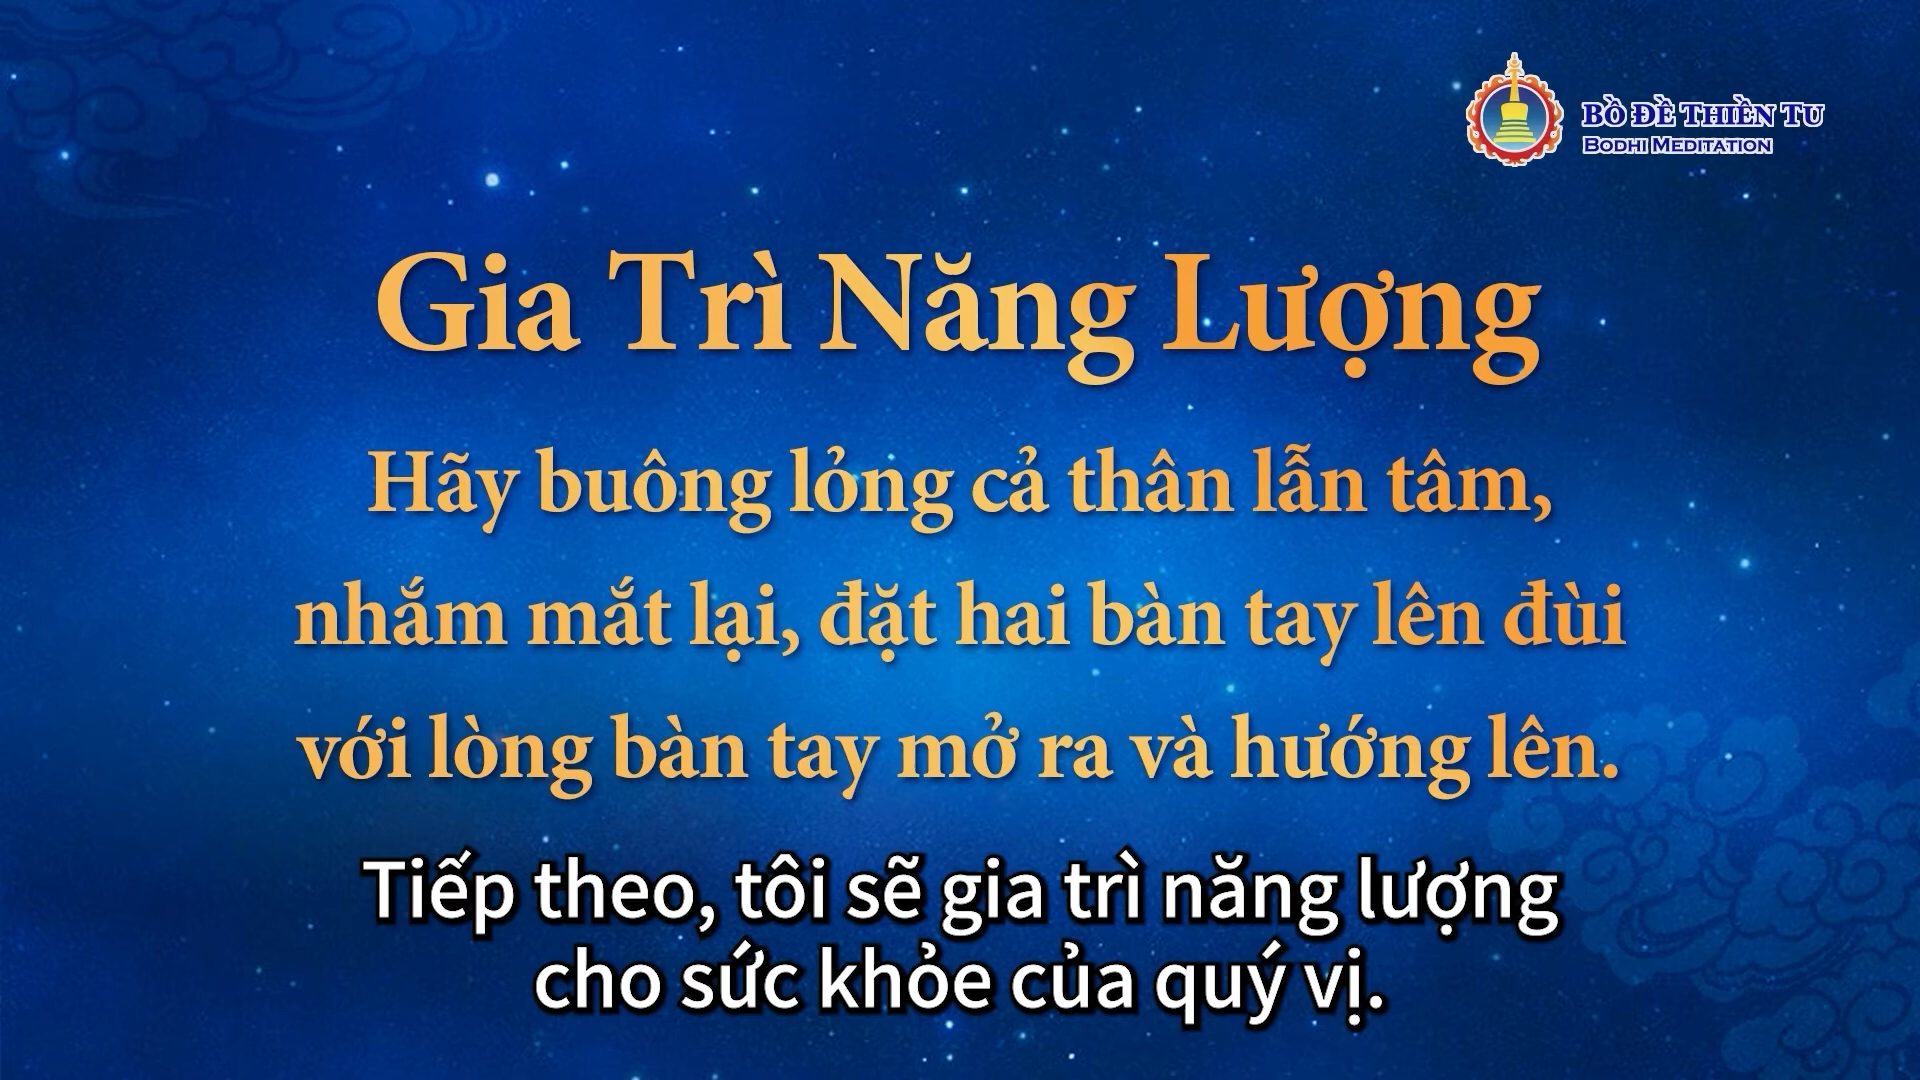 BỒ ĐỀ THIỀN TU
BODHI MEDITATION
Gia Trì Năng Lượng
Hãy buông lỏng cả thân lẫn tâm,
nhắm mắt lại, đặt hai bàn tay lên đùi
với lòng bàn tay mở ra và hướng lên.
Tiếp theo, tôi sẽ gia trì năng lượng
cho sức khỏe của quý vị.